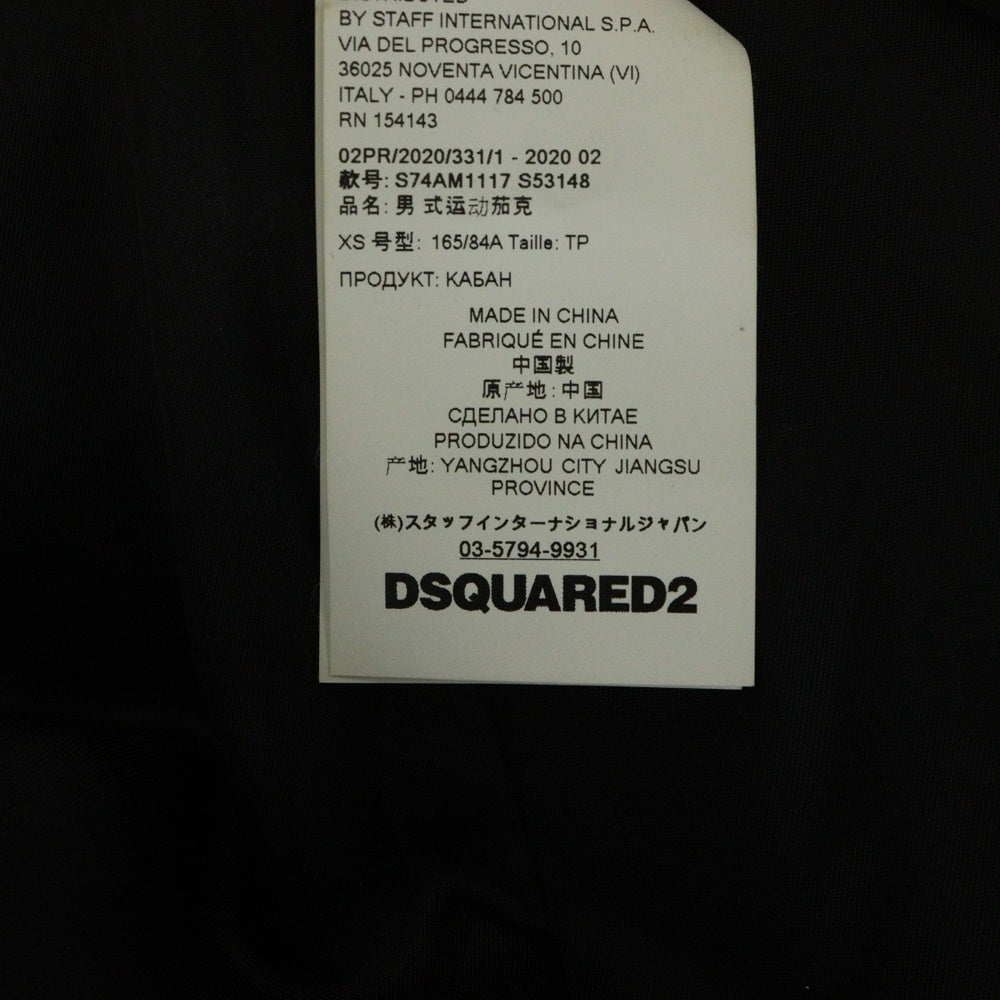 DISTRIBUTED
BY STAFF INTERNATIONAL S.P.A.
VIA DEL PROGRESSO, 10
36025 NOVENTA VICENTINA (VI)
ITALY - PH 0444 784 500
RN 154143
02PR/2020/331/1 - 2020 02
款号: S74AM1117 S53148
品名: 男 式运动茄克
XS 号型: 165/84A Taille: TP
ПРОДУКТ: КАБАН
MADE IN CHINA
FABRIQUÉ EN CHINE
中国製
原产地: 中国
СДЕЛАНО В КИТАЕ
PRODUZIDO NA CHINA
产地: YANGZHOU CITY JIANGSU
PROVINCE
(株)スタッフインターナショナルジャパン
03-5794-9931
DSQUARED2